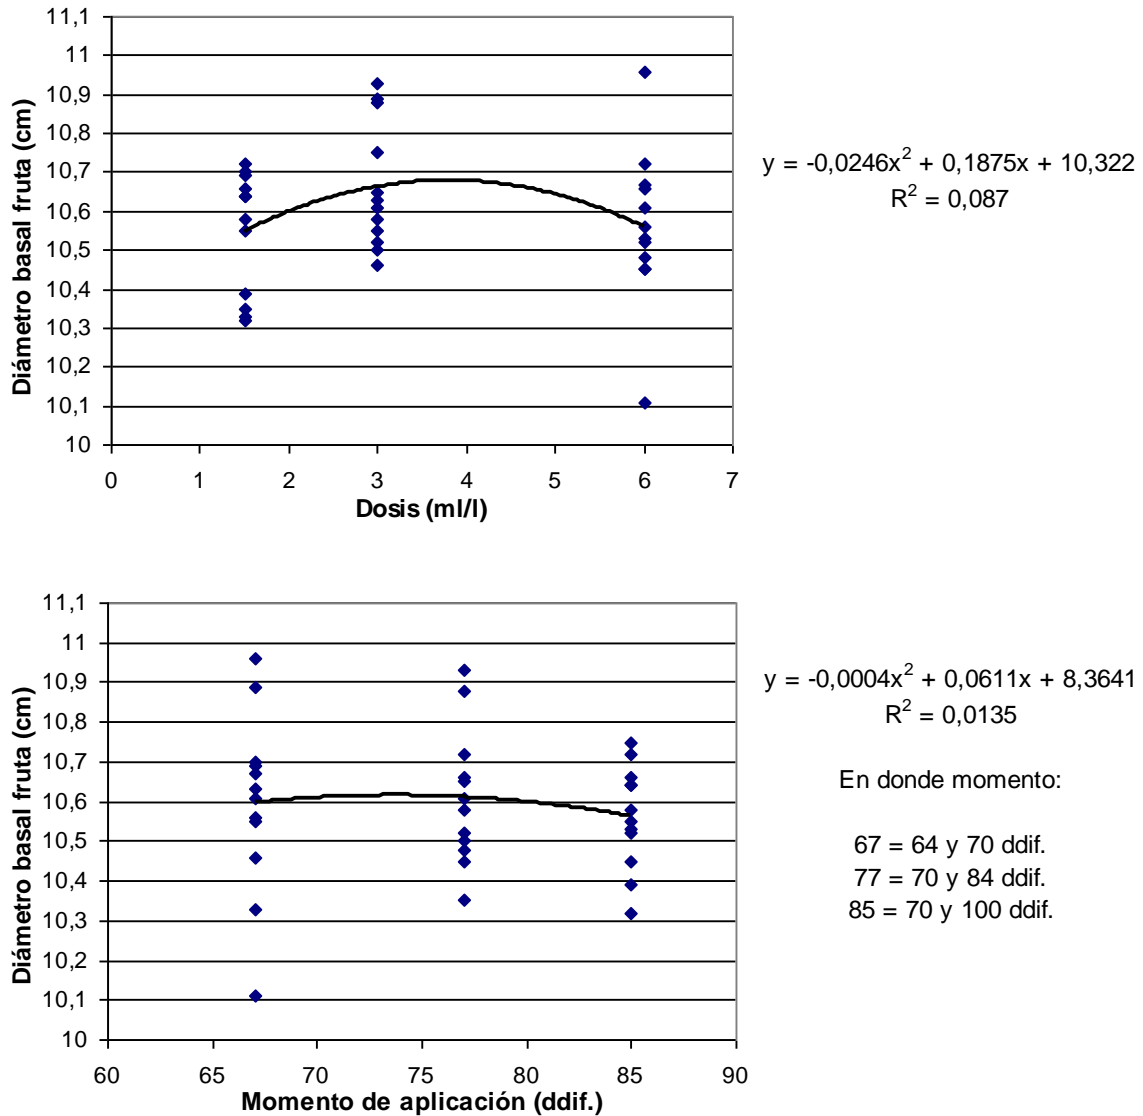 11,1
11
10,9
10,8
10,7
10,6
10,5
10,4
10,3
10,2
10,1
10
Diámetro basal fruta (cm)
0 1 2 3 4 5 6 7
Dosis (ml/l)
y = -0,0246x² + 0,1875x + 10,322
R² = 0,087
11,1
11
10,9
10,8
10,7
10,6
10,5
10,4
10,3
10,2
10,1
10
Diámetro basal fruta (cm)
60 65 70 75 80 85 90
Momento de aplicación (ddif.)
y = -0,0004x² + 0,0611x + 8,3641
R² = 0,0135
En donde momento:
67 = 64 y 70 ddif.
77 = 70 y 84 ddif.
85 = 70 y 100 ddif.